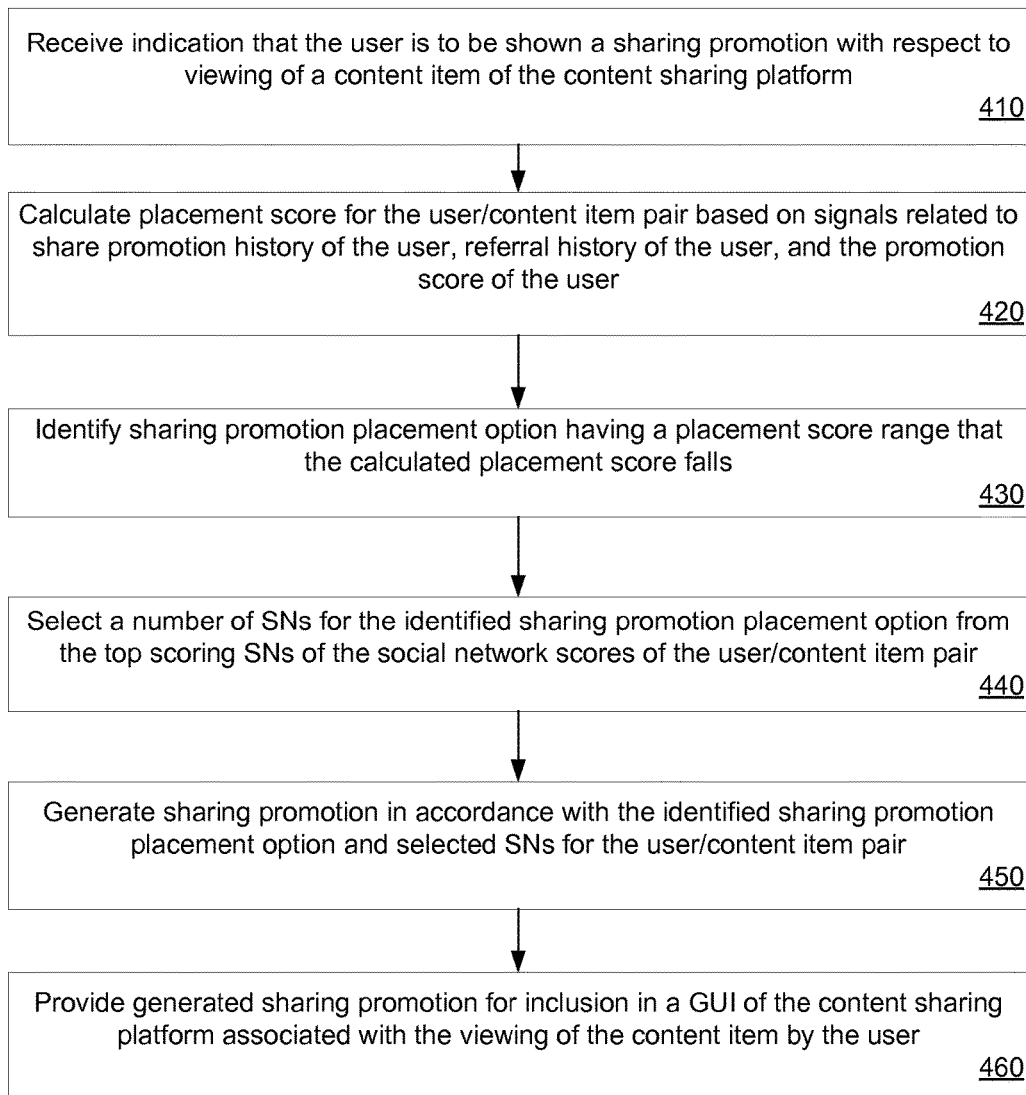 Receive indication that the user is to be shown a sharing promotion with respect to
viewing of a content item of the content sharing platform
410
Calculate placement score for the user/content item pair based on signals related to
share promotion history of the user, referral history of the user, and the promotion
score of the user
420
Identify sharing promotion placement option having a placement score range that
the calculated placement score falls
430
Select a number of SNs for the identified sharing promotion placement option from
the top scoring SNs of the social network scores of the user/content item pair
440
Generate sharing promotion in accordance with the identified sharing promotion
placement option and selected SNs for the user/content item pair
450
Provide generated sharing promotion for inclusion in a GUI of the content sharing
platform associated with the viewing of the content item by the user
460